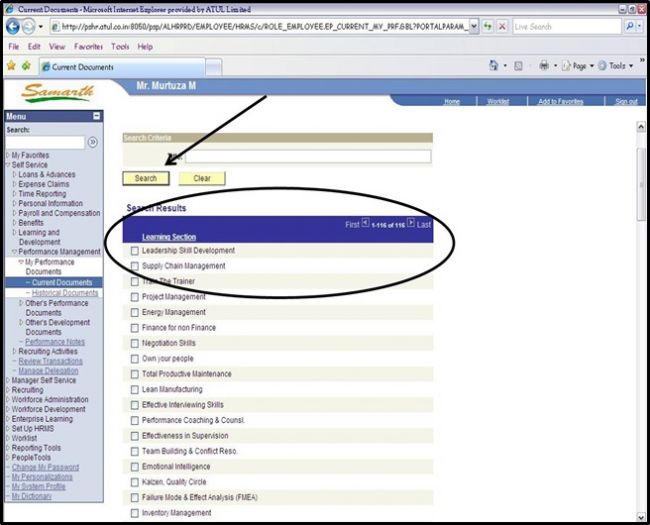 Current Documents - Microsoft Internet Explorer provided by ATUL Limited
http://pshr.atul.co.in:8050/psp/ALHRPRD/EMPLOYEE/HRMS/c/ROLE_EMPLOYEE.EP_CURRENT_MY_PRF.GBL?PORTALPARAM_
Live Search
File Edit View Favorites Tools Help
Current Documents
Page Tools
Samarth
Mr. Murtuza M
Home Worklist Add to Favorites Sign out
Menu
Search:
My Favorites
Self Service
Loans & Advances
Expense Claims
Time Reporting
Personal Information
Payroll and Compensation
Benefits
Learning and
Development
Performance Management
My Performance
Documents
Current Documents
Historical Documents
Other's Performance
Documents
Other's Development
Documents
Performance Notes
Recruiting Activities
Review Transactions
Manage Delegation
Manager Self Service
Recruiting
Workforce Administration
Workforce Development
Enterprise Learning
Set Up HRMS
Worklist
Reporting Tools
PeopleTools
Change My Password
My Personalizations
My System Profile
My Dictionary
Search Criteria
Search Clear
Search Results
First 1-116 of 116 Last
Learning Section
Leadership Skill Development
Supply Chain Management
Train The Trainer
Project Management
Energy Management
Finance for non Finance
Negotiation Skills
Own your people
Total Productive Maintenance
Lean Manufacturing
Effective Interviewing Skills
Performance Coaching & Counsl.
Effectiveness in Supervision
Team Building & Conflict Reso.
Emotional Intelligence
Kaizen, Quality Circle
Failure Mode & Effect Analysis (FMEA)
Inventory Management